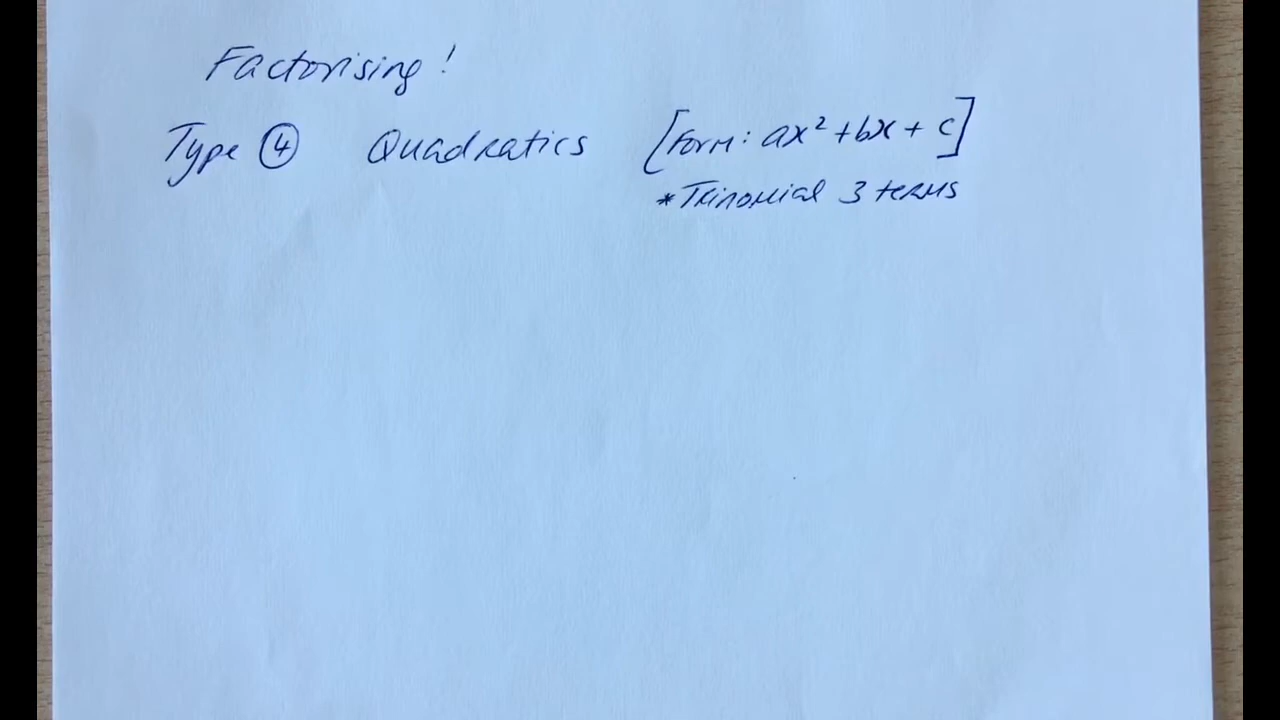 Factorising!
Type ④ Quadratics [Form: ax² + bx + c]
*Trinomial 3 terms